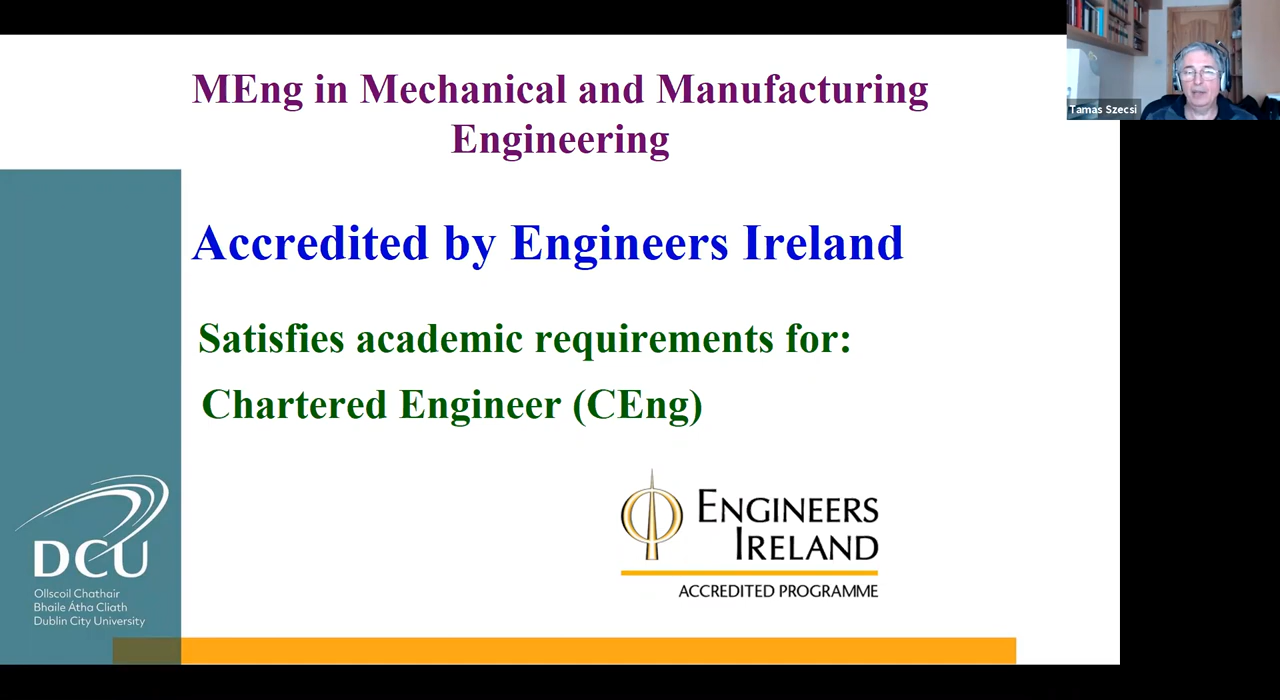 MEng in Mechanical and Manufacturing
Engineering
Tamas Szecsi
Accredited by Engineers Ireland
Satisfies academic requirements for:
Chartered Engineer (CEng)
ENGINEERS
IRELAND
ACCREDITED PROGRAMME
DCU
Ollscoil Chathair
Bhaile Átha Cliath
Dublin City University